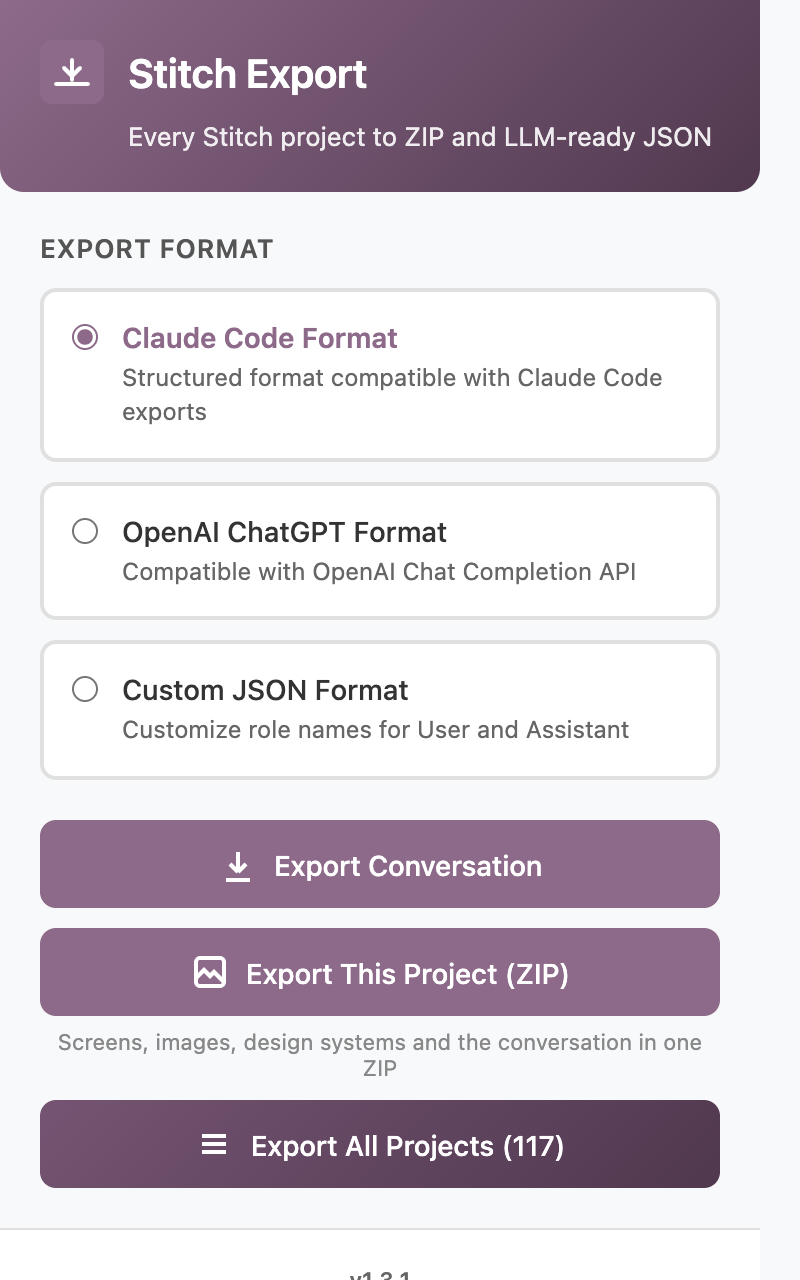 Stitch Export
Every Stitch project to ZIP and LLM-ready JSON
EXPORT FORMAT
Claude Code Format
Structured format compatible with Claude Code
exports
OpenAI ChatGPT Format
Compatible with OpenAI Chat Completion API
Custom JSON Format
Customize role names for User and Assistant
Export Conversation
Export This Project (ZIP)
Screens, images, design systems and the conversation in one
ZIP
Export All Projects (117)
v1.3.1